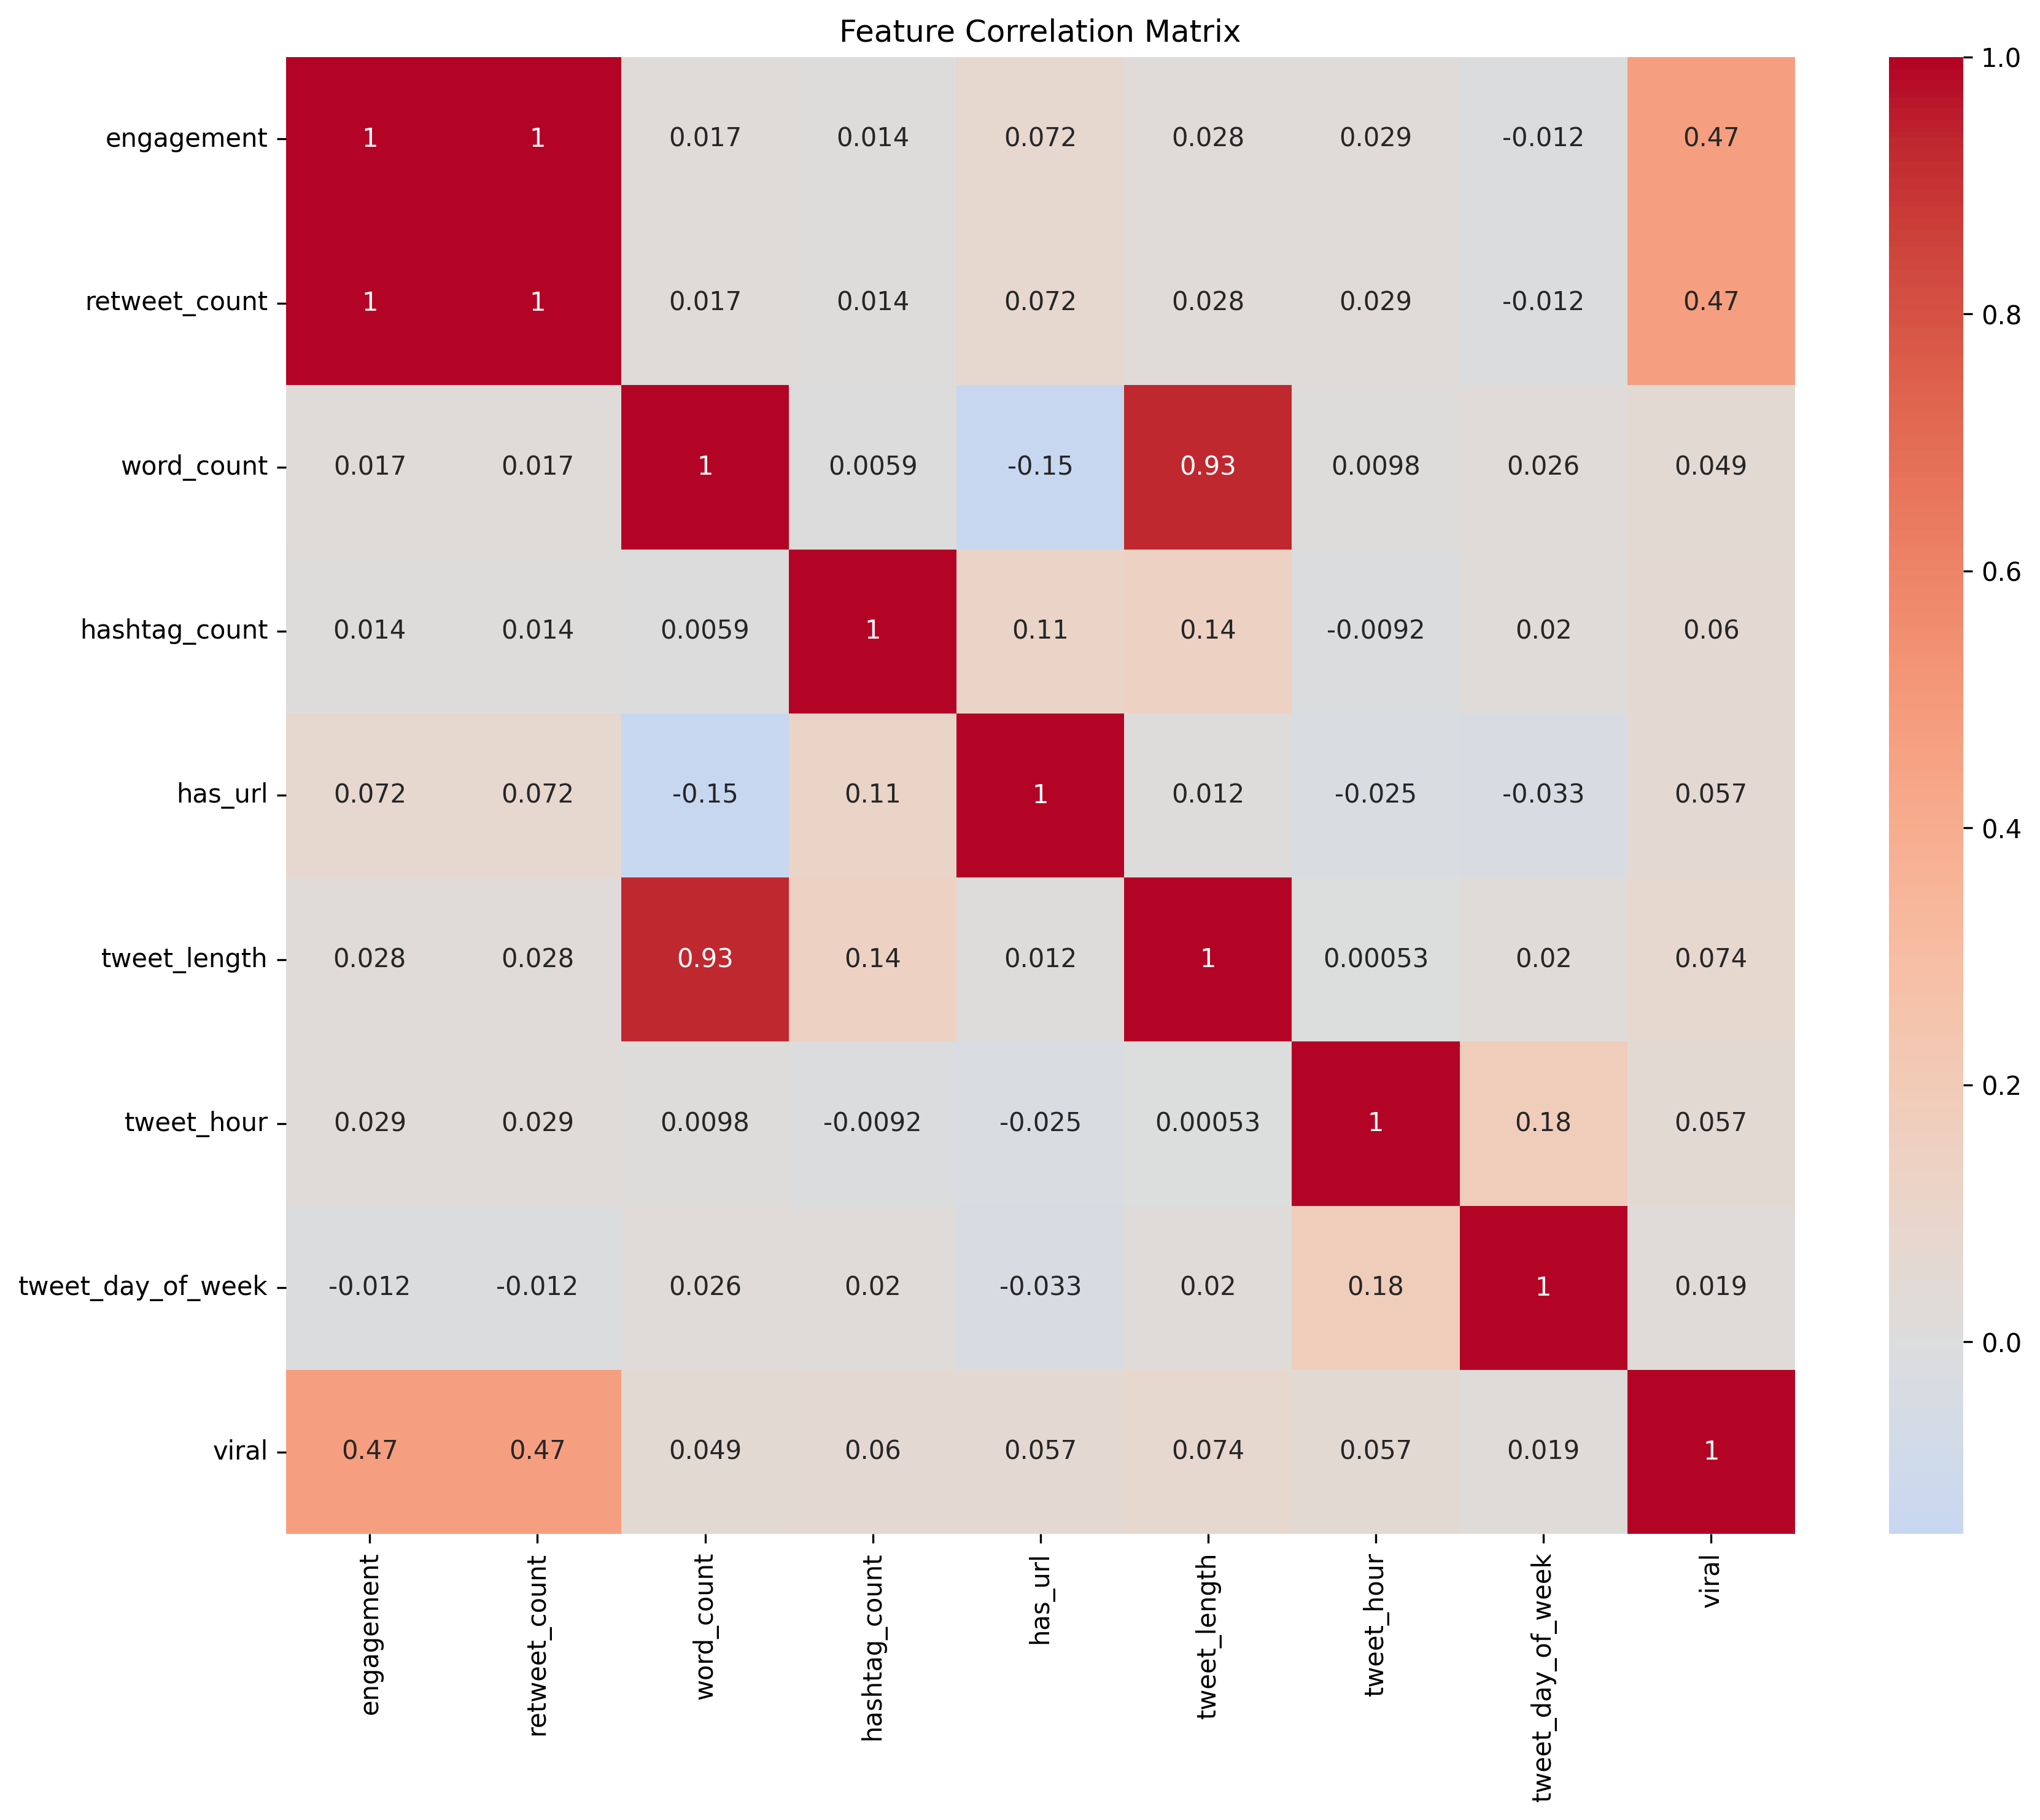 Feature Correlation Matrix
engagement 1 1 0.017 0.014 0.072 0.028 0.029 -0.012 0.47
retweet_count 1 1 0.017 0.014 0.072 0.028 0.029 -0.012 0.47
word_count 0.017 0.017 1 0.0059 -0.15 0.93 0.0098 0.026 0.049
hashtag_count 0.014 0.014 0.0059 1 0.11 0.14 -0.0092 0.02 0.06
has_url 0.072 0.072 -0.15 0.11 1 0.012 -0.025 -0.033 0.057
tweet_length 0.028 0.028 0.93 0.14 0.012 1 0.00053 0.02 0.074
tweet_hour 0.029 0.029 0.0098 -0.0092 -0.025 0.00053 1 0.18 0.057
tweet_day_of_week -0.012 -0.012 0.026 0.02 -0.033 0.02 0.18 1 0.019
viral 0.47 0.47 0.049 0.06 0.057 0.074 0.057 0.019 1
engagement
retweet_count
word_count
hashtag_count
has_url
tweet_length
tweet_hour
tweet_day_of_week
viral
1.0
0.8
0.6
0.4
0.2
0.0